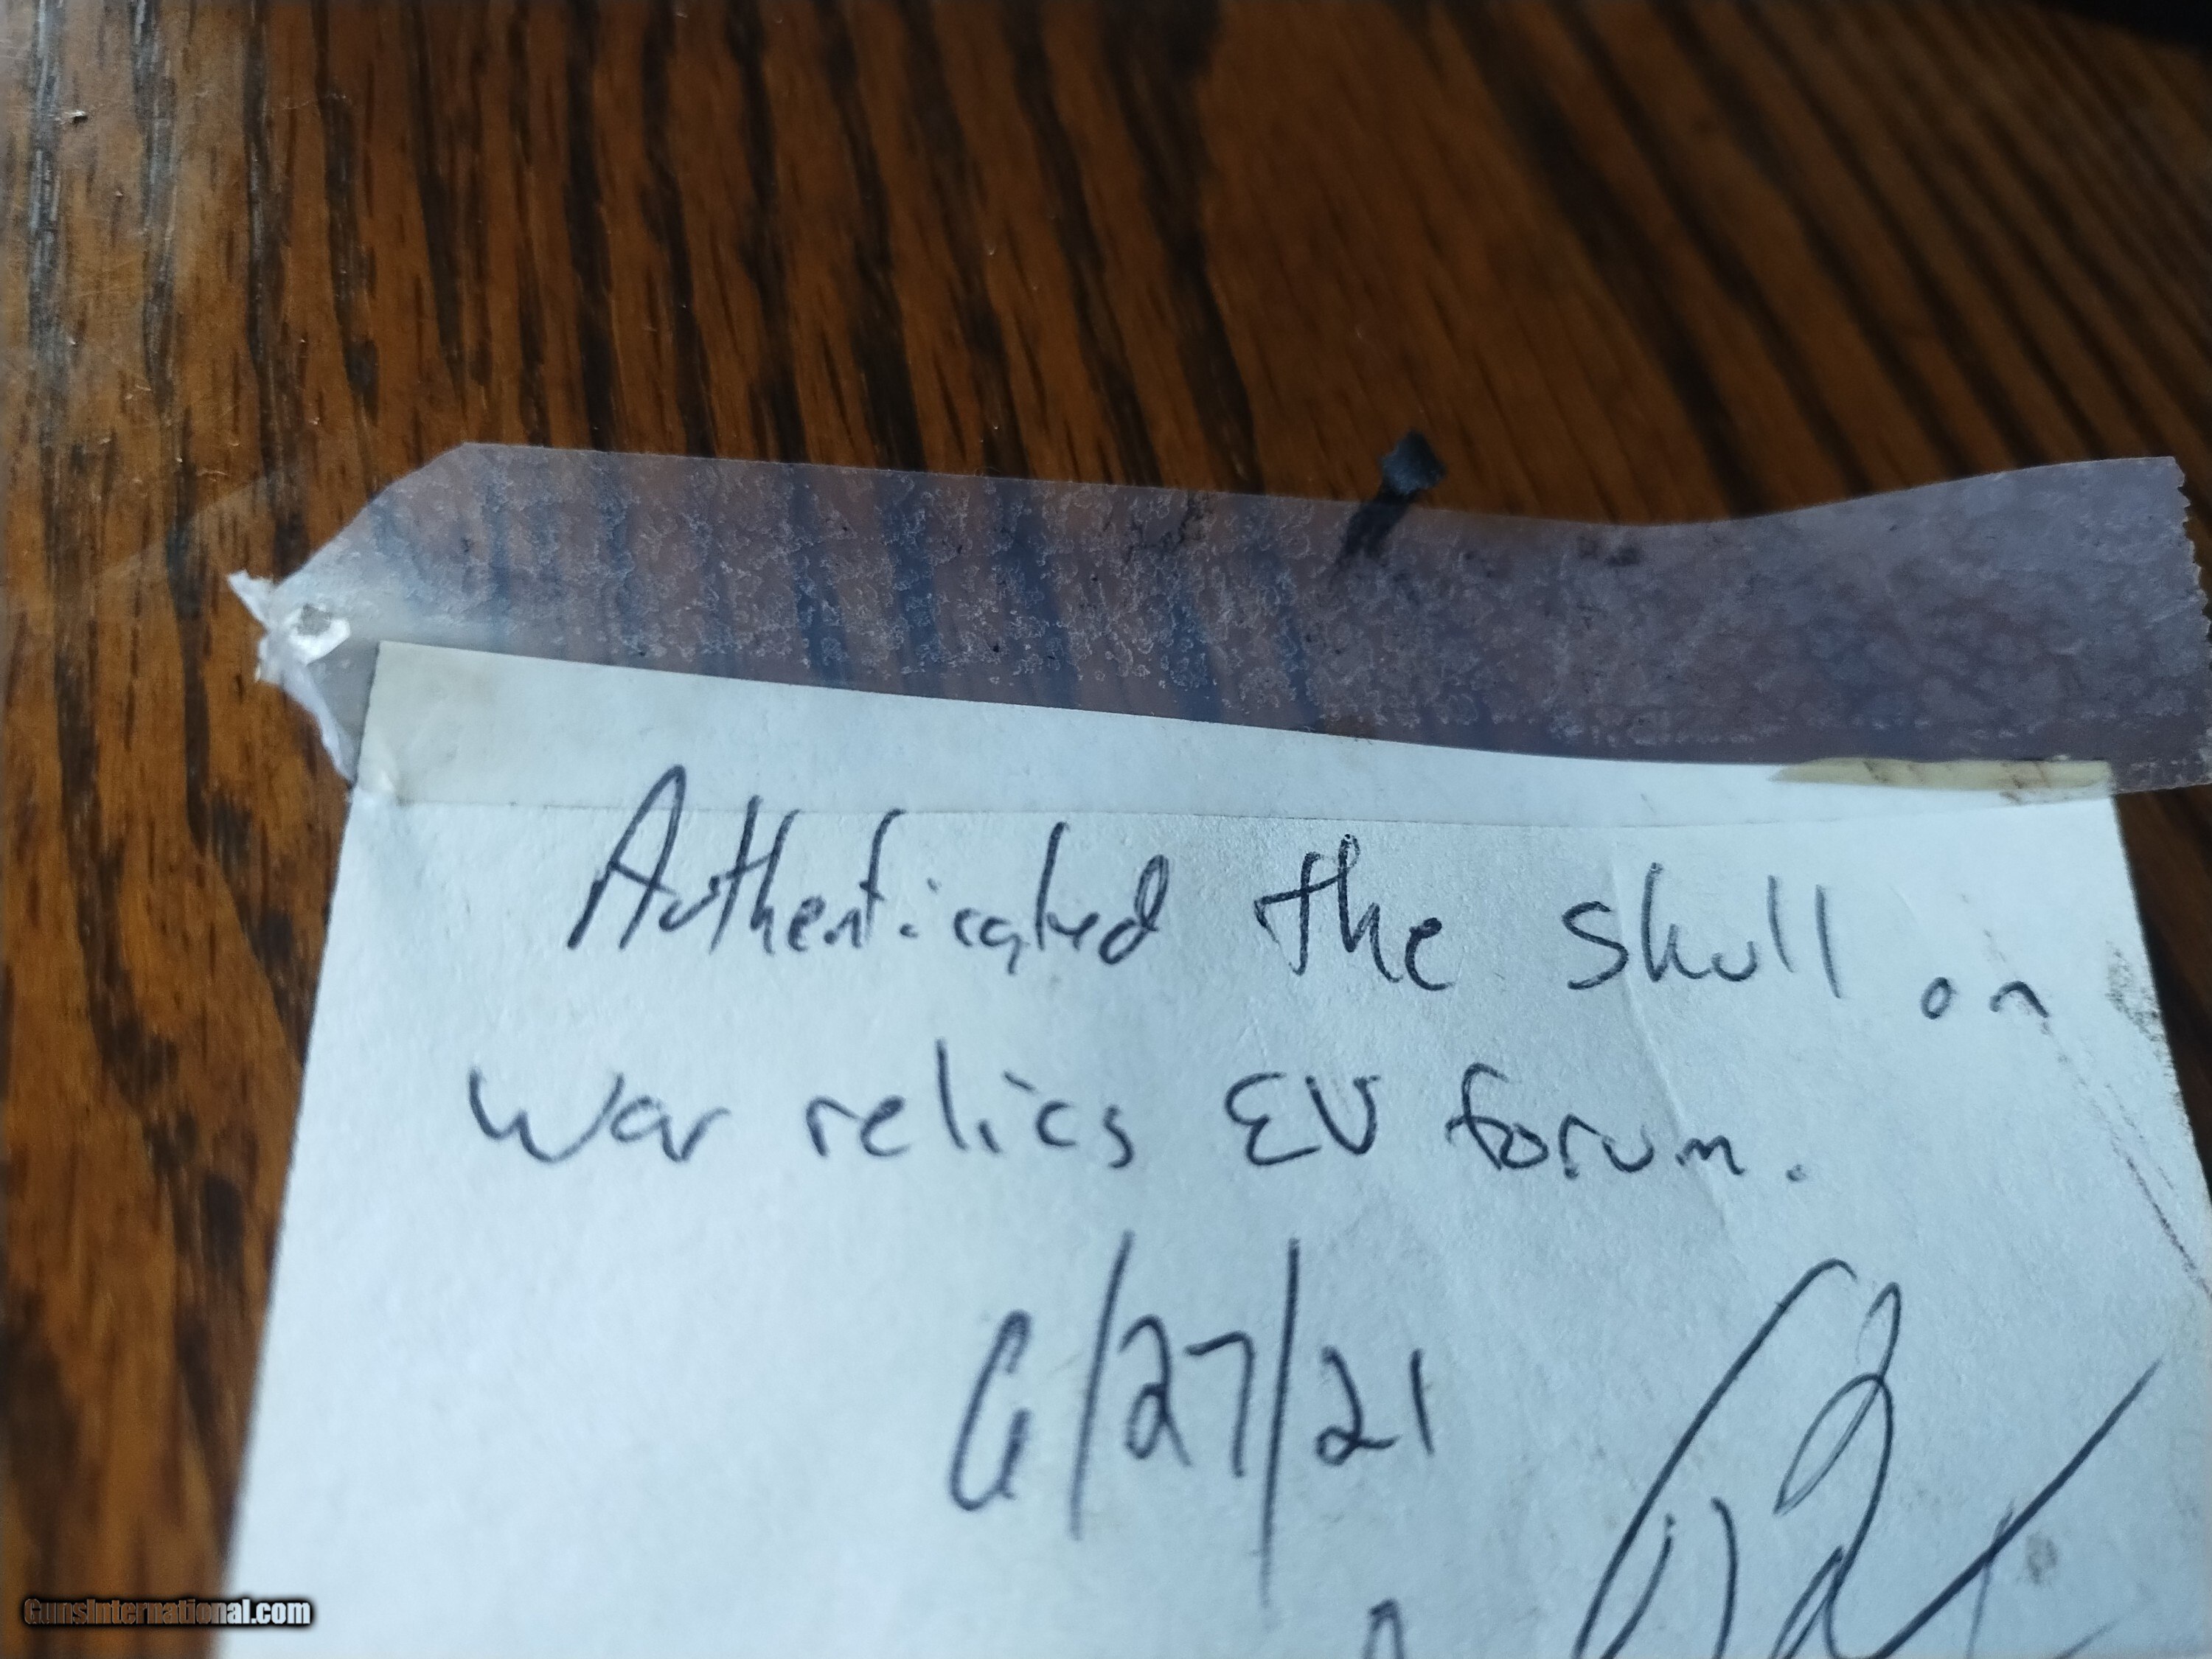 Authenticated the skull on
war relics EU forum.
6/27/21
GunsInternational.com